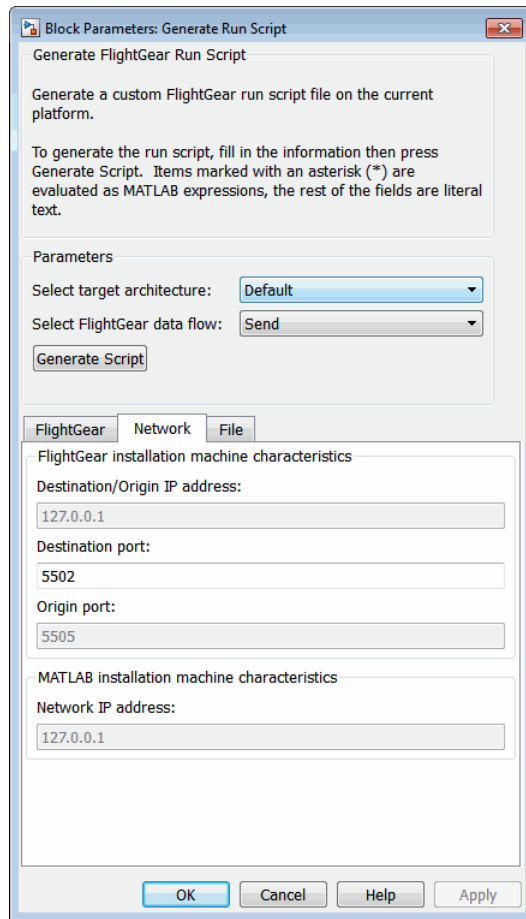 Block Parameters: Generate Run Script
Generate FlightGear Run Script
Generate a custom FlightGear run script file on the current
platform.
To generate the run script, fill in the information then press
Generate Script.  Items marked with an asterisk (*) are
evaluated as MATLAB expressions, the rest of the fields are literal
text.
Parameters
Select target architecture: Default
Select FlightGear data flow: Send
Generate Script
FlightGear Network File
FlightGear installation machine characteristics
Destination/Origin IP address:
127.0.0.1
Destination port:
5502
Origin port:
5505
MATLAB installation machine characteristics
Network IP address:
127.0.0.1
OK Cancel Help Apply